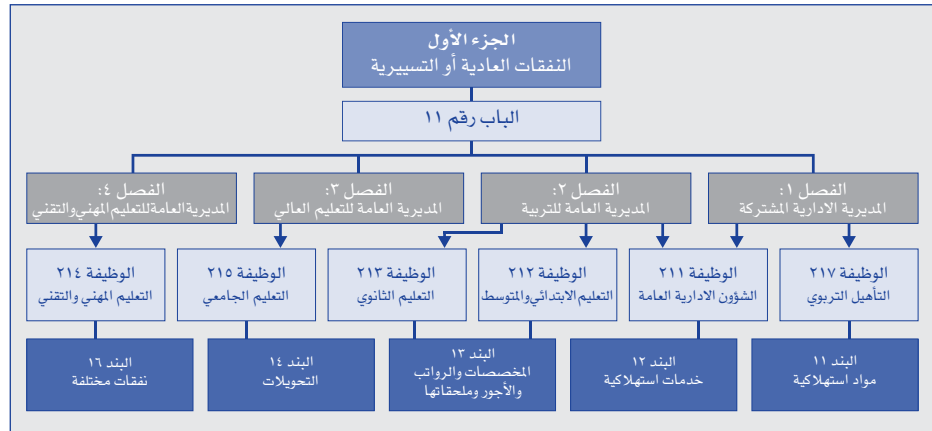 الجزء الأول
النفقات العادية أو التسييرية
الباب رقم ١١
الفصل ١:
المديرية الادارية المشتركة
الفصل ٢:
المديرية العامة للتربية
الفصل ٣:
المديرية العامة للتعليم العالي
الفصل ٤:
المديرية العامة للتعليم المهني والتقني
الوظيفة ٢١٧
التأهيل التربوي
الوظيفة ٢١١
الشؤون الادارية العامة
الوظيفة ٢١٢
التعليم الابتدائي والمتوسط
الوظيفة ٢١٣
التعليم الثانوي
الوظيفة ٢١٥
التعليم الجامعي
الوظيفة ٢١٤
التعليم المهني والتقني
البند ١١
مواد استهلاكية
البند ١٢
خدمات استهلاكية
البند ١٣
المخصصات والرواتب
والأجور وملحقاتها
البند ١٤
التحويلات
البند ١٦
نفقات مختلفة